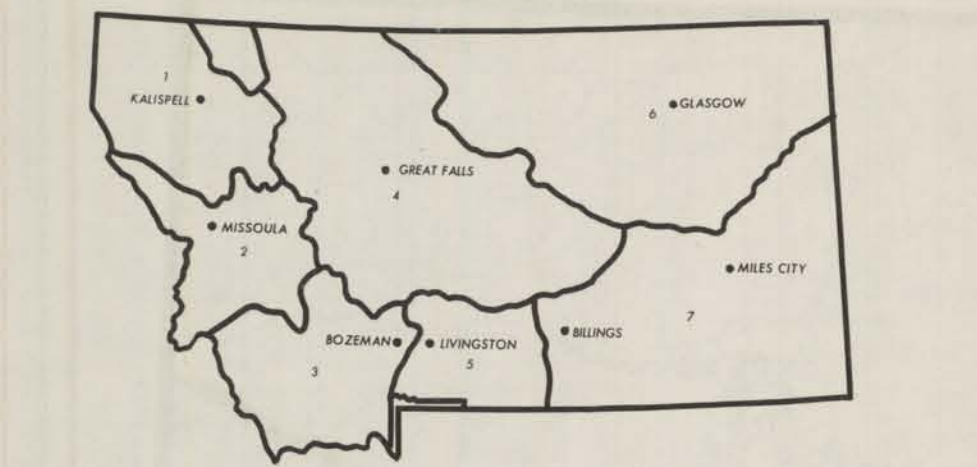 1
KALISPELL
6
GLASGOW
GREAT FALLS
4
MISSOULA
2
MILES CITY
7
BILLINGS
BOZEMAN
3
LIVINGSTON
5